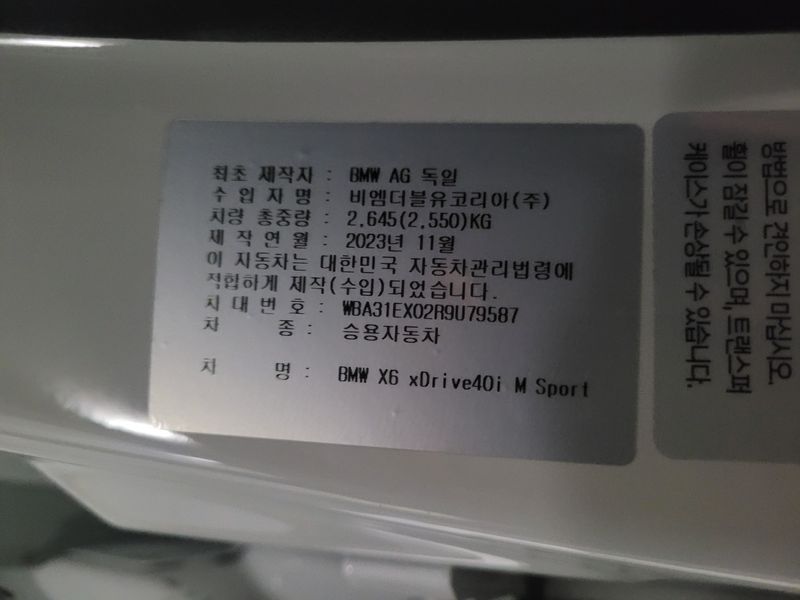 최초 제작자 : BMW AG 독일
수 입 자 명 : 비엠더블유코리아(주)
차량 총중량 : 2,645(2,550)KG
제 작 연 월 : 2023년 11월
이 자동차는 대한민국 자동차관리법령에
적합하게 제작(수입)되었습니다.
차 대 번 호 : WBA31EX02R9U79587
차 종 : 승용자동차
차 명 : BMW X6 xDrive40i M Sport
방법으로 견인하지 마십시오.
휠이 잠길 수 있으며, 트랜스퍼
케이스가 손상될 수 있습니다.